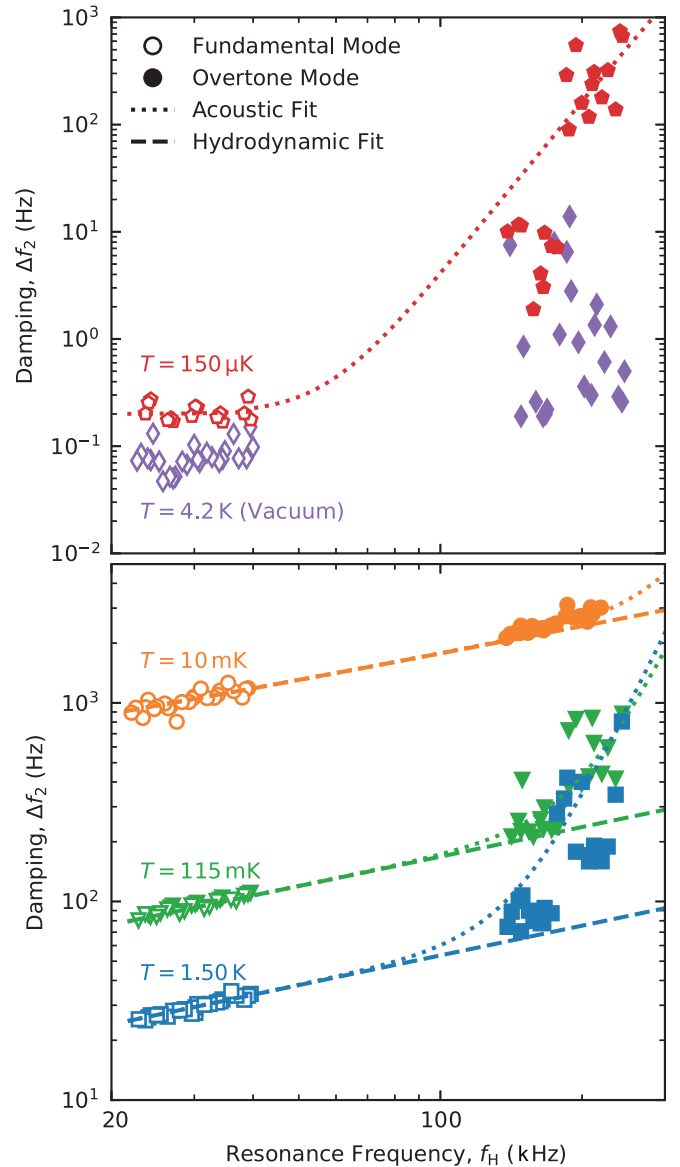 10³
10²
10¹
10⁰
10⁻¹
10⁻²
Damping, Δf₂ (Hz)
Fundamental Mode
Overtone Mode
Acoustic Fit
Hydrodynamic Fit
T = 150 μK
T = 4.2 K (Vacuum)
10³
10²
10¹
Damping, Δf₂ (Hz)
T = 10 mK
T = 115 mK
T = 1.50 K
20
100
Resonance Frequency, f_H (kHz)